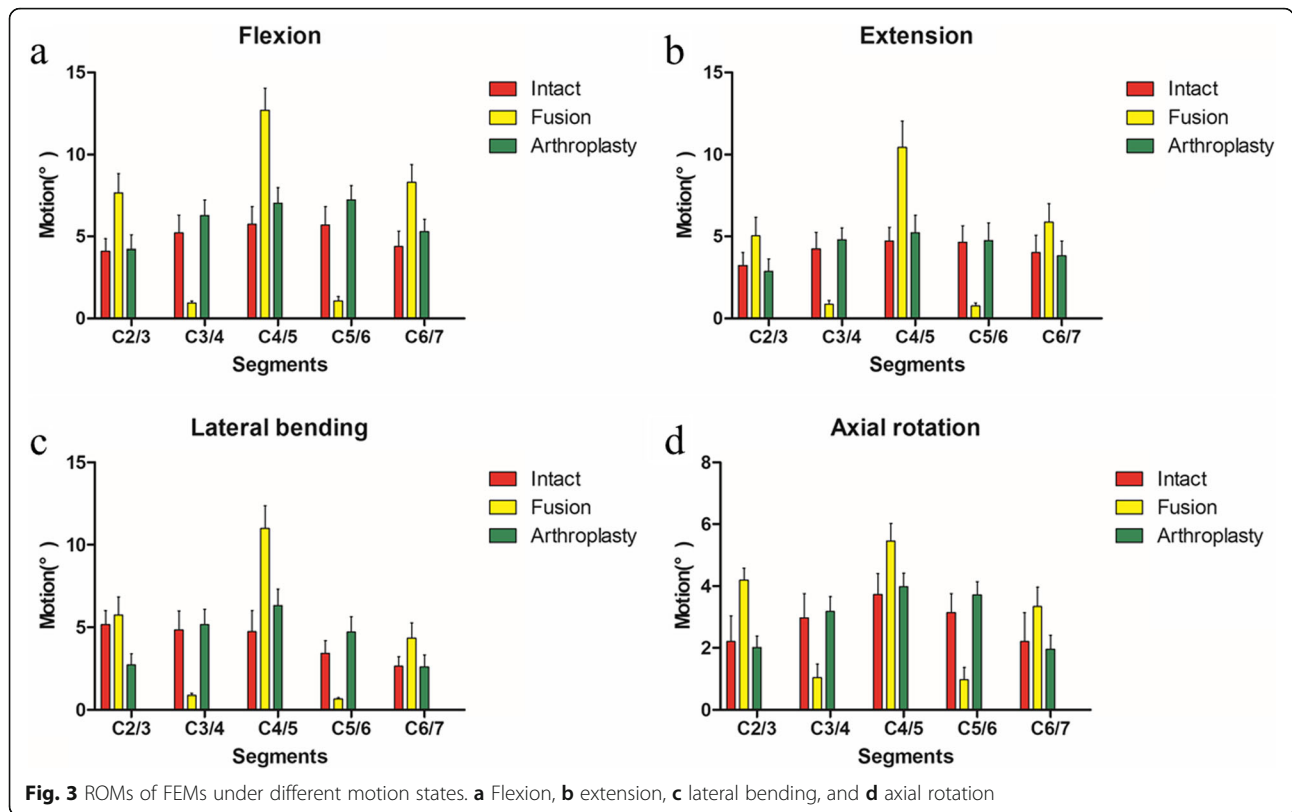 a
Flexion
15
10
5
0
Motion(°)
C2/3 C3/4 C4/5 C5/6 C6/7
Segments
Intact
Fusion
Arthroplasty
b
Extension
15
10
5
0
Motion(°)
C2/3 C3/4 C4/5 C5/6 C6/7
Segments
Intact
Fusion
Arthroplasty
c
Lateral bending
15
10
5
0
Motion(°)
C2/3 C3/4 C4/5 C5/6 C6/7
Segments
Intact
Fusion
Arthroplasty
d
Axial rotation
8
6
4
2
0
Motion(°)
C2/3 C3/4 C4/5 C5/6 C6/7
Segments
Intact
Fusion
Arthroplasty
Fig. 3 ROMs of FEMs under different motion states. a Flexion, b extension, c lateral bending, and d axial rotation